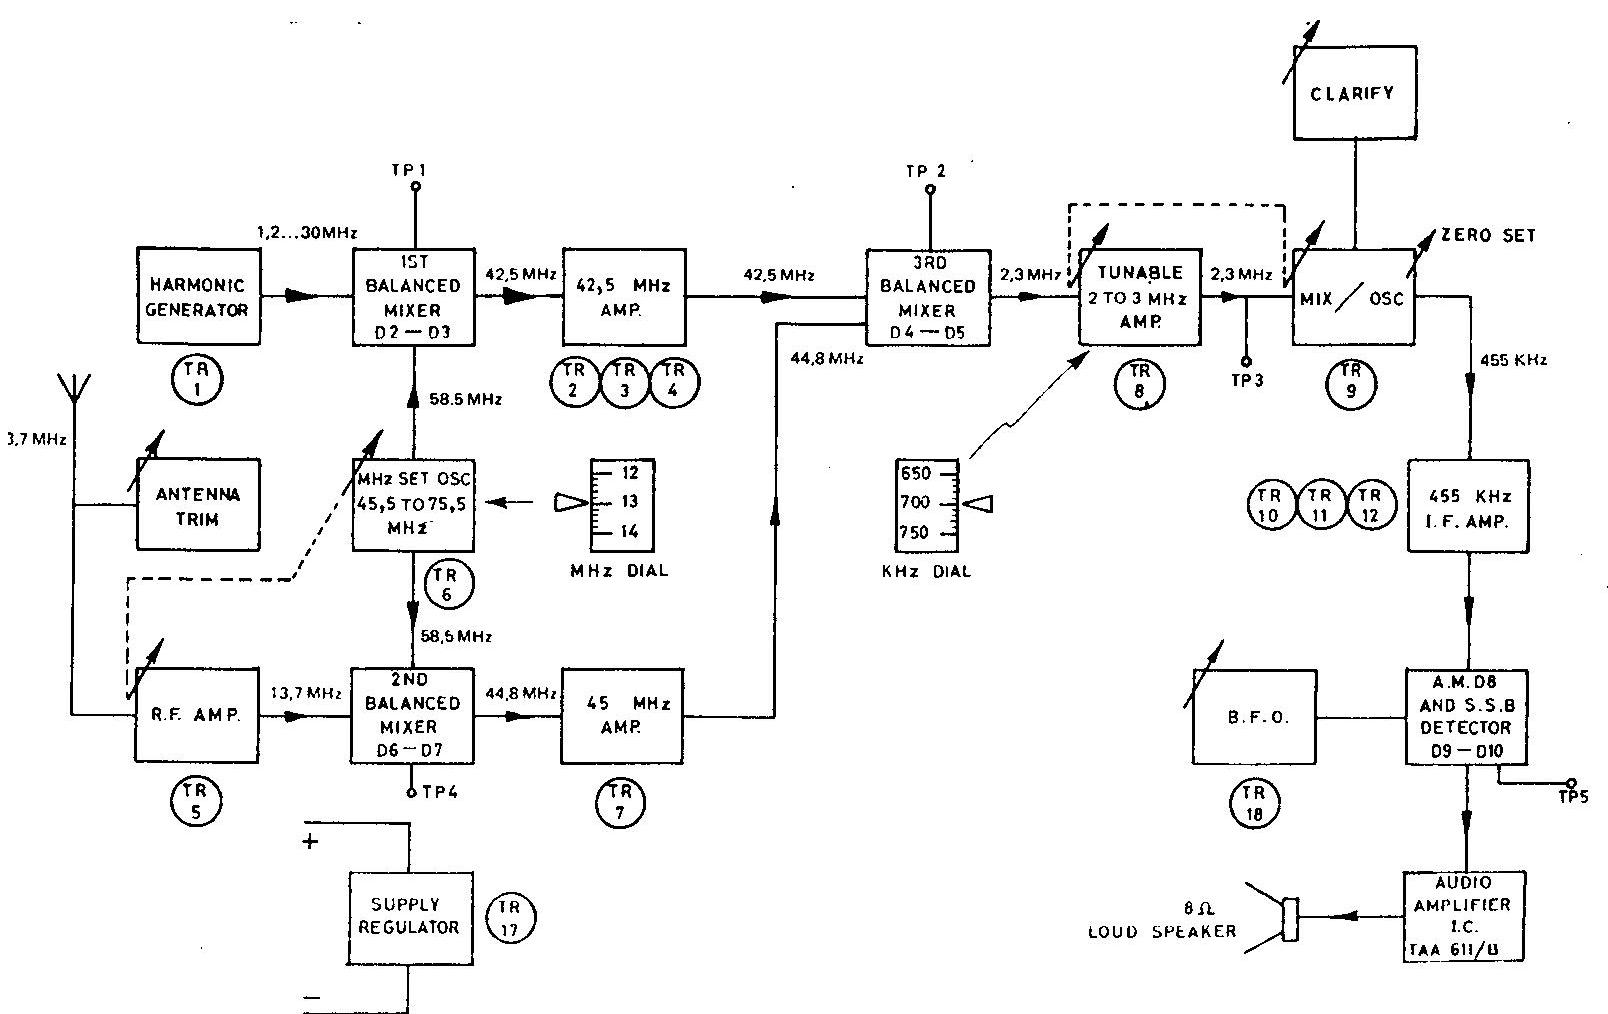 CLARIFY
TP1
TP 2
1,2...30MHz
ZERO SET
HARMONIC
GENERATOR
1ST
BALANCED
MIXER
D2—D3
42,5 MHz
42,5 MHz
AMP.
42,5 MHz
3RD
BALANCED
MIXER
D4—D5
2,3 MHz
TUNABLE
2 TO 3 MHz
AMP.
2,3 MHz
MIX / OSC
TR
1
TR
2
TR
3
TR
4
44,8 MHz
TR
8
TP3
TR
9
455 KHz
58.5 MHz
3,7 MHz
ANTENNA
TRIM
MHz SET OSC
45,5 TO 75,5
MHz
12
13
14
MHz DIAL
650
700
750
KHz DIAL
TR
10
TR
11
TR
12
455 KHz
I.F. AMP.
TR
6
58,5 MHz
R.F. AMP.
13,7 MHz
2ND
BALANCED
MIXER
D6—D7
44,8 MHz
45 MHz
AMP.
B.F.O.
A.M. D8
AND S.S.B
DETECTOR
D9—D10
TR
5
TP4
TR
7
TR
18
TP5
+
SUPPLY
REGULATOR
TR
17
—
8Ω
LOUD SPEAKER
AUDIO
AMPLIFIER
I.C.
TAA 611/B